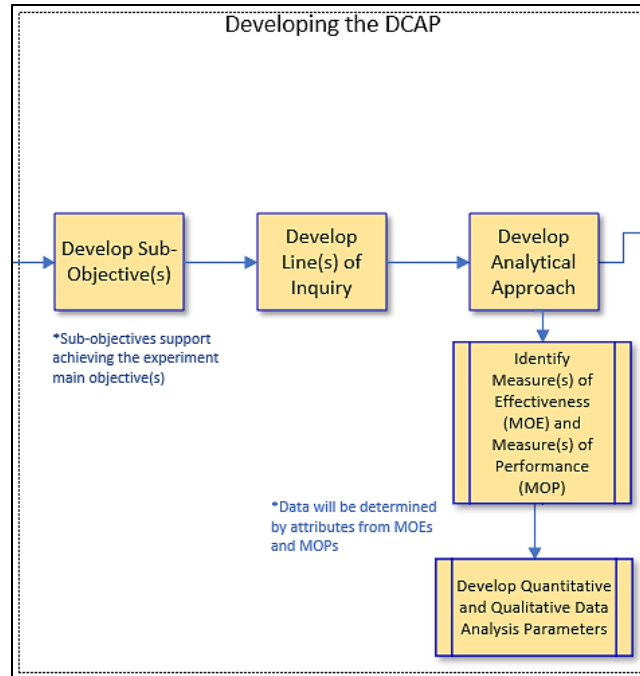 Developing the DCAP
Develop Sub-
Objective(s)
Develop
Line(s) of
Inquiry
Develop
Analytical
Approach
*Sub-objectives support
achieving the experiment
main objective(s)
Identify
Measure(s) of
Effectiveness
(MOE) and
Measure(s) of
Performance
(MOP)
*Data will be determined
by attributes from MOEs
and MOPs
Develop Quantitative
and Qualitative Data
Analysis Parameters